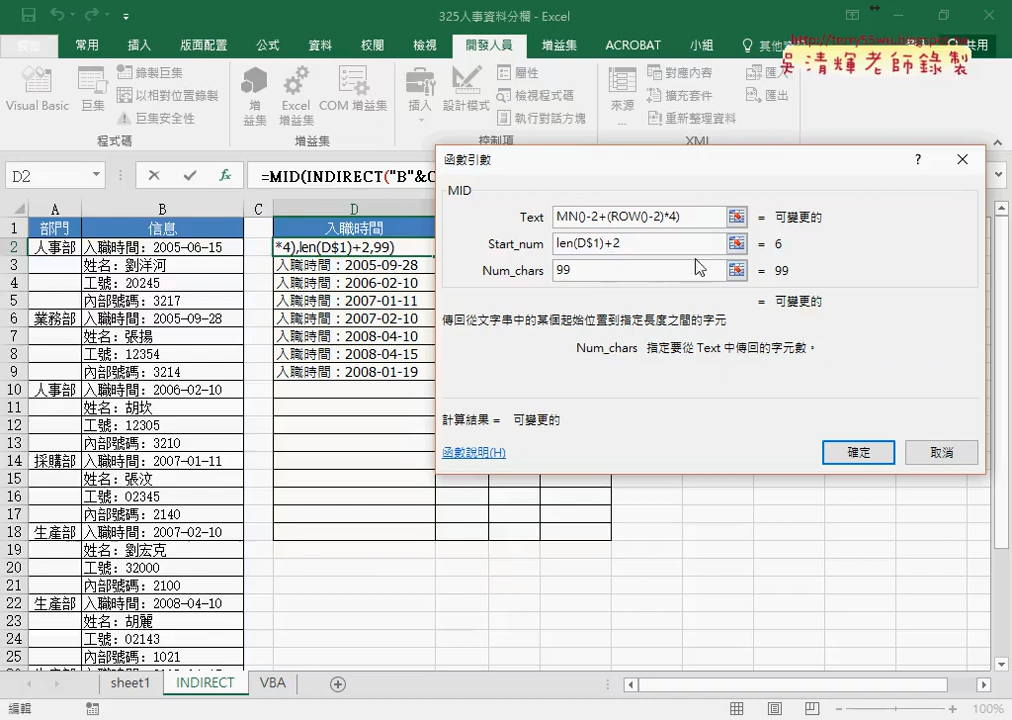 325人事資料分欄 - Excel
常用 插入 版面配置 公式 資料 校閱 檢視 開發人員 增益集 ACROBAT 小組 共用
吳清輝老師錄製
Visual Basic 巨集 錄製巨集 以相對位置錄製 巨集安全性
增益集 Excel 增益集 COM 增益集
插入 設計模式 屬性 檢視程式碼 執行對話方塊
來源 對應內容 擴充套件 重新整理資料 匯出
程式碼 增益集 控制項 XML
D2 =MID(INDIRECT("B"&C
函數引數
MID
Text MN()-2+(ROW()-2)*4) = 可變更的
Start_num len(D$1)+2 = 6
Num_chars 99 = 99
= 可變更的
傳回從文字串中的某個起始位置到指定長度之間的字元
Num_chars 指定要從 Text 中傳回的字元數。
計算結果 = 可變更的
函數說明(H) 確定 取消
A B C D
1 部門 信息 入職時間
2 人事部 入職時間：2005-06-15 *4),len(D$1)+2,99)
3 姓名：劉洋河 入職時間：2005-09-28
4 工號：20245 入職時間：2006-02-10
5 內部號碼：3217 入職時間：2007-01-11
6 業務部 入職時間：2005-09-28 入職時間：2007-02-10
7 姓名：張揚 入職時間：2008-04-10
8 工號：12354 入職時間：2008-04-15
9 內部號碼：3214 入職時間：2008-01-19
10 人事部 入職時間：2006-02-10
11 姓名：胡坎
12 工號：12305
13 內部號碼：3210
14 採購部 入職時間：2007-01-11
15 姓名：張汶
16 工號：02345
17 內部號碼：2140
18 生產部 入職時間：2007-02-10
19 姓名：劉宏克
20 工號：32000
21 內部號碼：2100
22 生產部 入職時間：2008-04-10
23 姓名：胡麗
24 工號：02143
25 內部號碼：1021
sheet1 INDIRECT VBA
編輯 100%